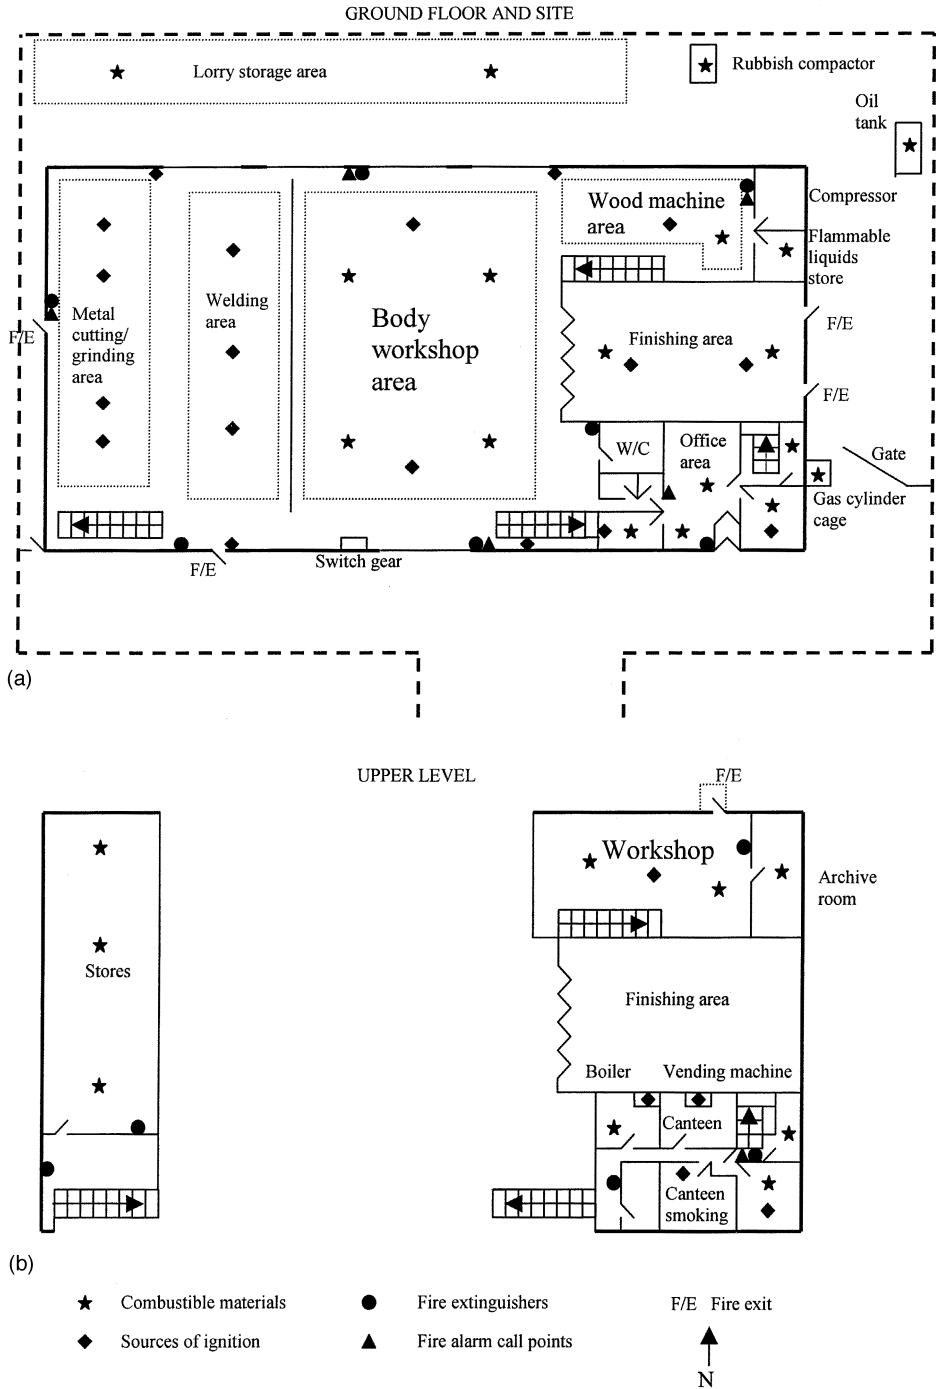 GROUND FLOOR AND SITE
Lorry storage area
Rubbish compactor
Oil
tank
Wood machine
area
Compressor
Flammable
liquids
store
Metal
cutting/
grinding
area
Welding
area
Body
workshop
area
Finishing area
F/E
F/E
F/E
W/C
Office
area
Gate
Gas cylinder
cage
Switch gear
F/E
(a)
UPPER LEVEL
F/E
Workshop
Archive
room
Stores
Finishing area
Boiler
Vending machine
Canteen
Canteen
smoking
(b)
Combustible materials
Fire extinguishers
F/E Fire exit
Sources of ignition
Fire alarm call points
N